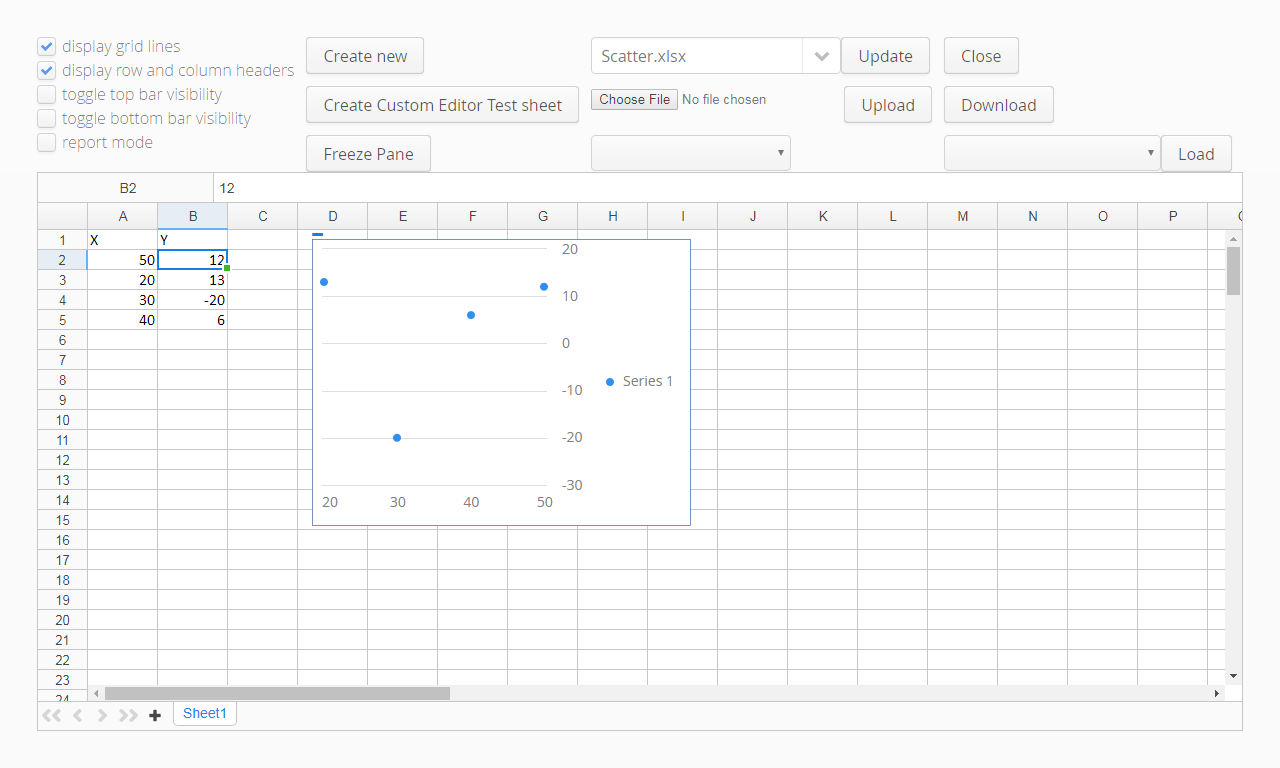 display grid lines
display row and column headers
toggle top bar visibility
toggle bottom bar visibility
report mode
Create new
Scatter.xlsx
Update
Close
Create Custom Editor Test sheet
Choose File No file chosen
Upload
Download
Freeze Pane
Load
B2 12
A B C D E F G H I J K L M N O P
1 X Y
2 50 12
3 20 13
4 30 -20
5 40 6
6
7
8
9
10
11
12
13
14
15
16
17
18
19
20
21
22
23
24
20
10
0
-10
-20
-30
20 30 40 50
Series 1
Sheet1